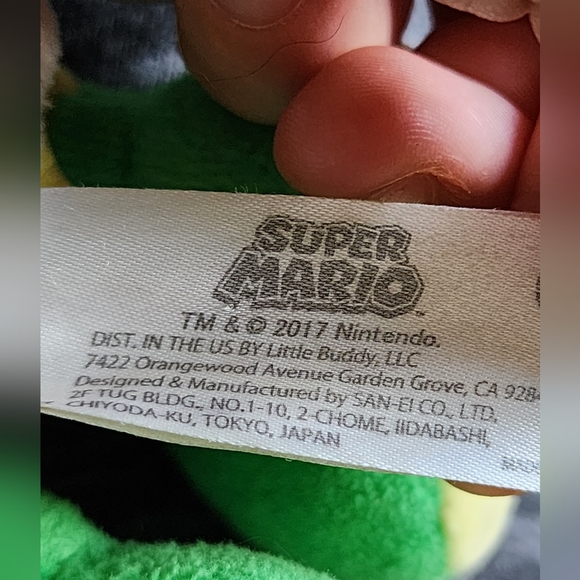 SUPER
MARIO
TM & © 2017 Nintendo.
DIST. IN THE US BY Little Buddy, LLC
7422 Orangewood Avenue Garden Grove, CA 928
Designed & Manufactured by SAN-EI CO., LTD,
2F TUG BLDG., NO.1-10, 2-CHOME, IIDABASHI,
CHIYODA-KU, TOKYO, JAPAN